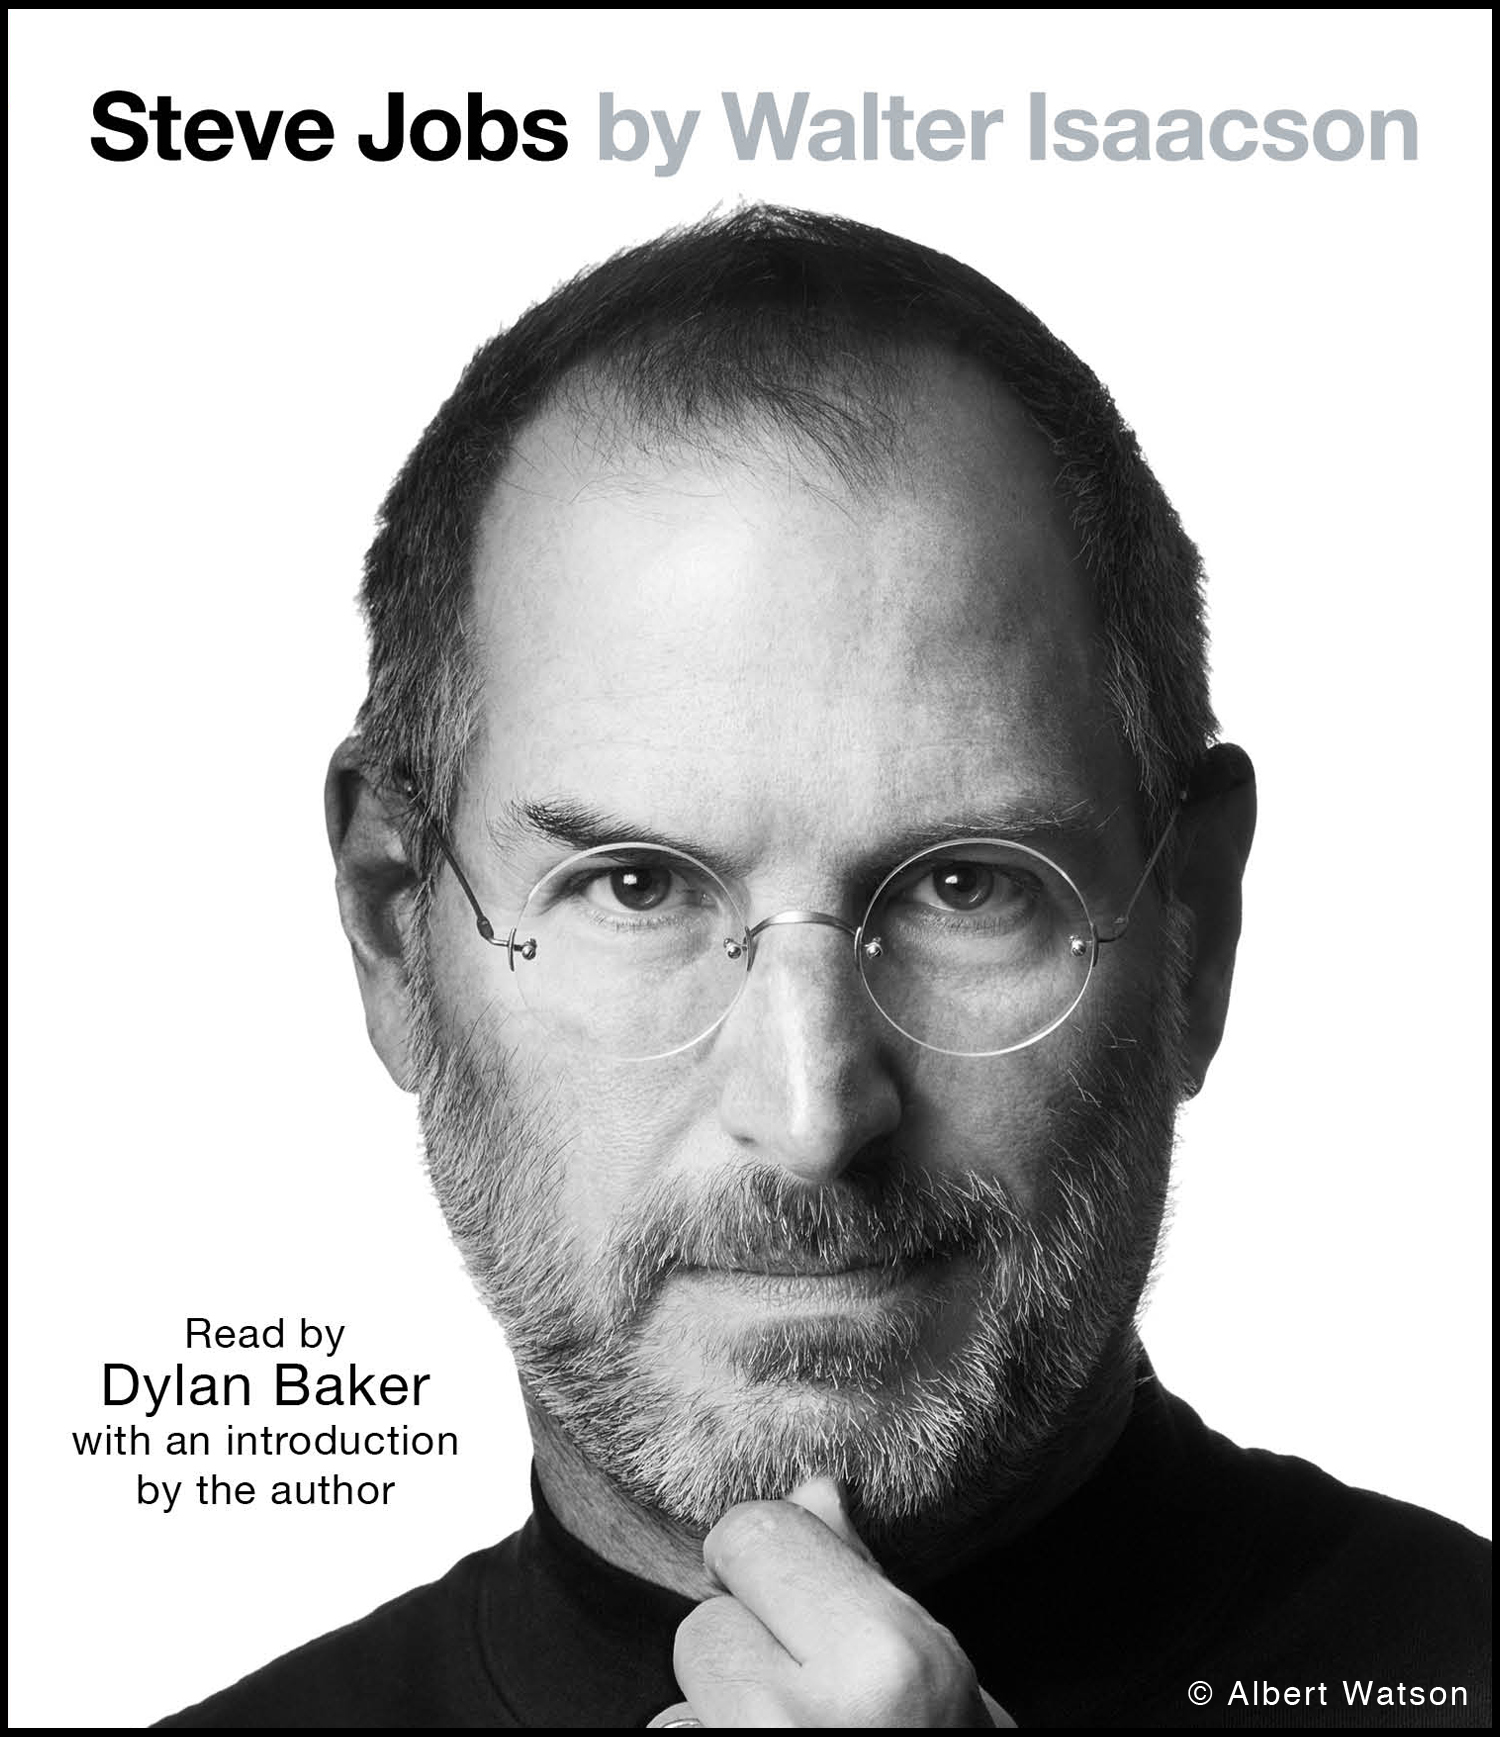 Steve Jobs by Walter Isaacson
Read by
Dylan Baker
with an introduction
by the author
© Albert Watson